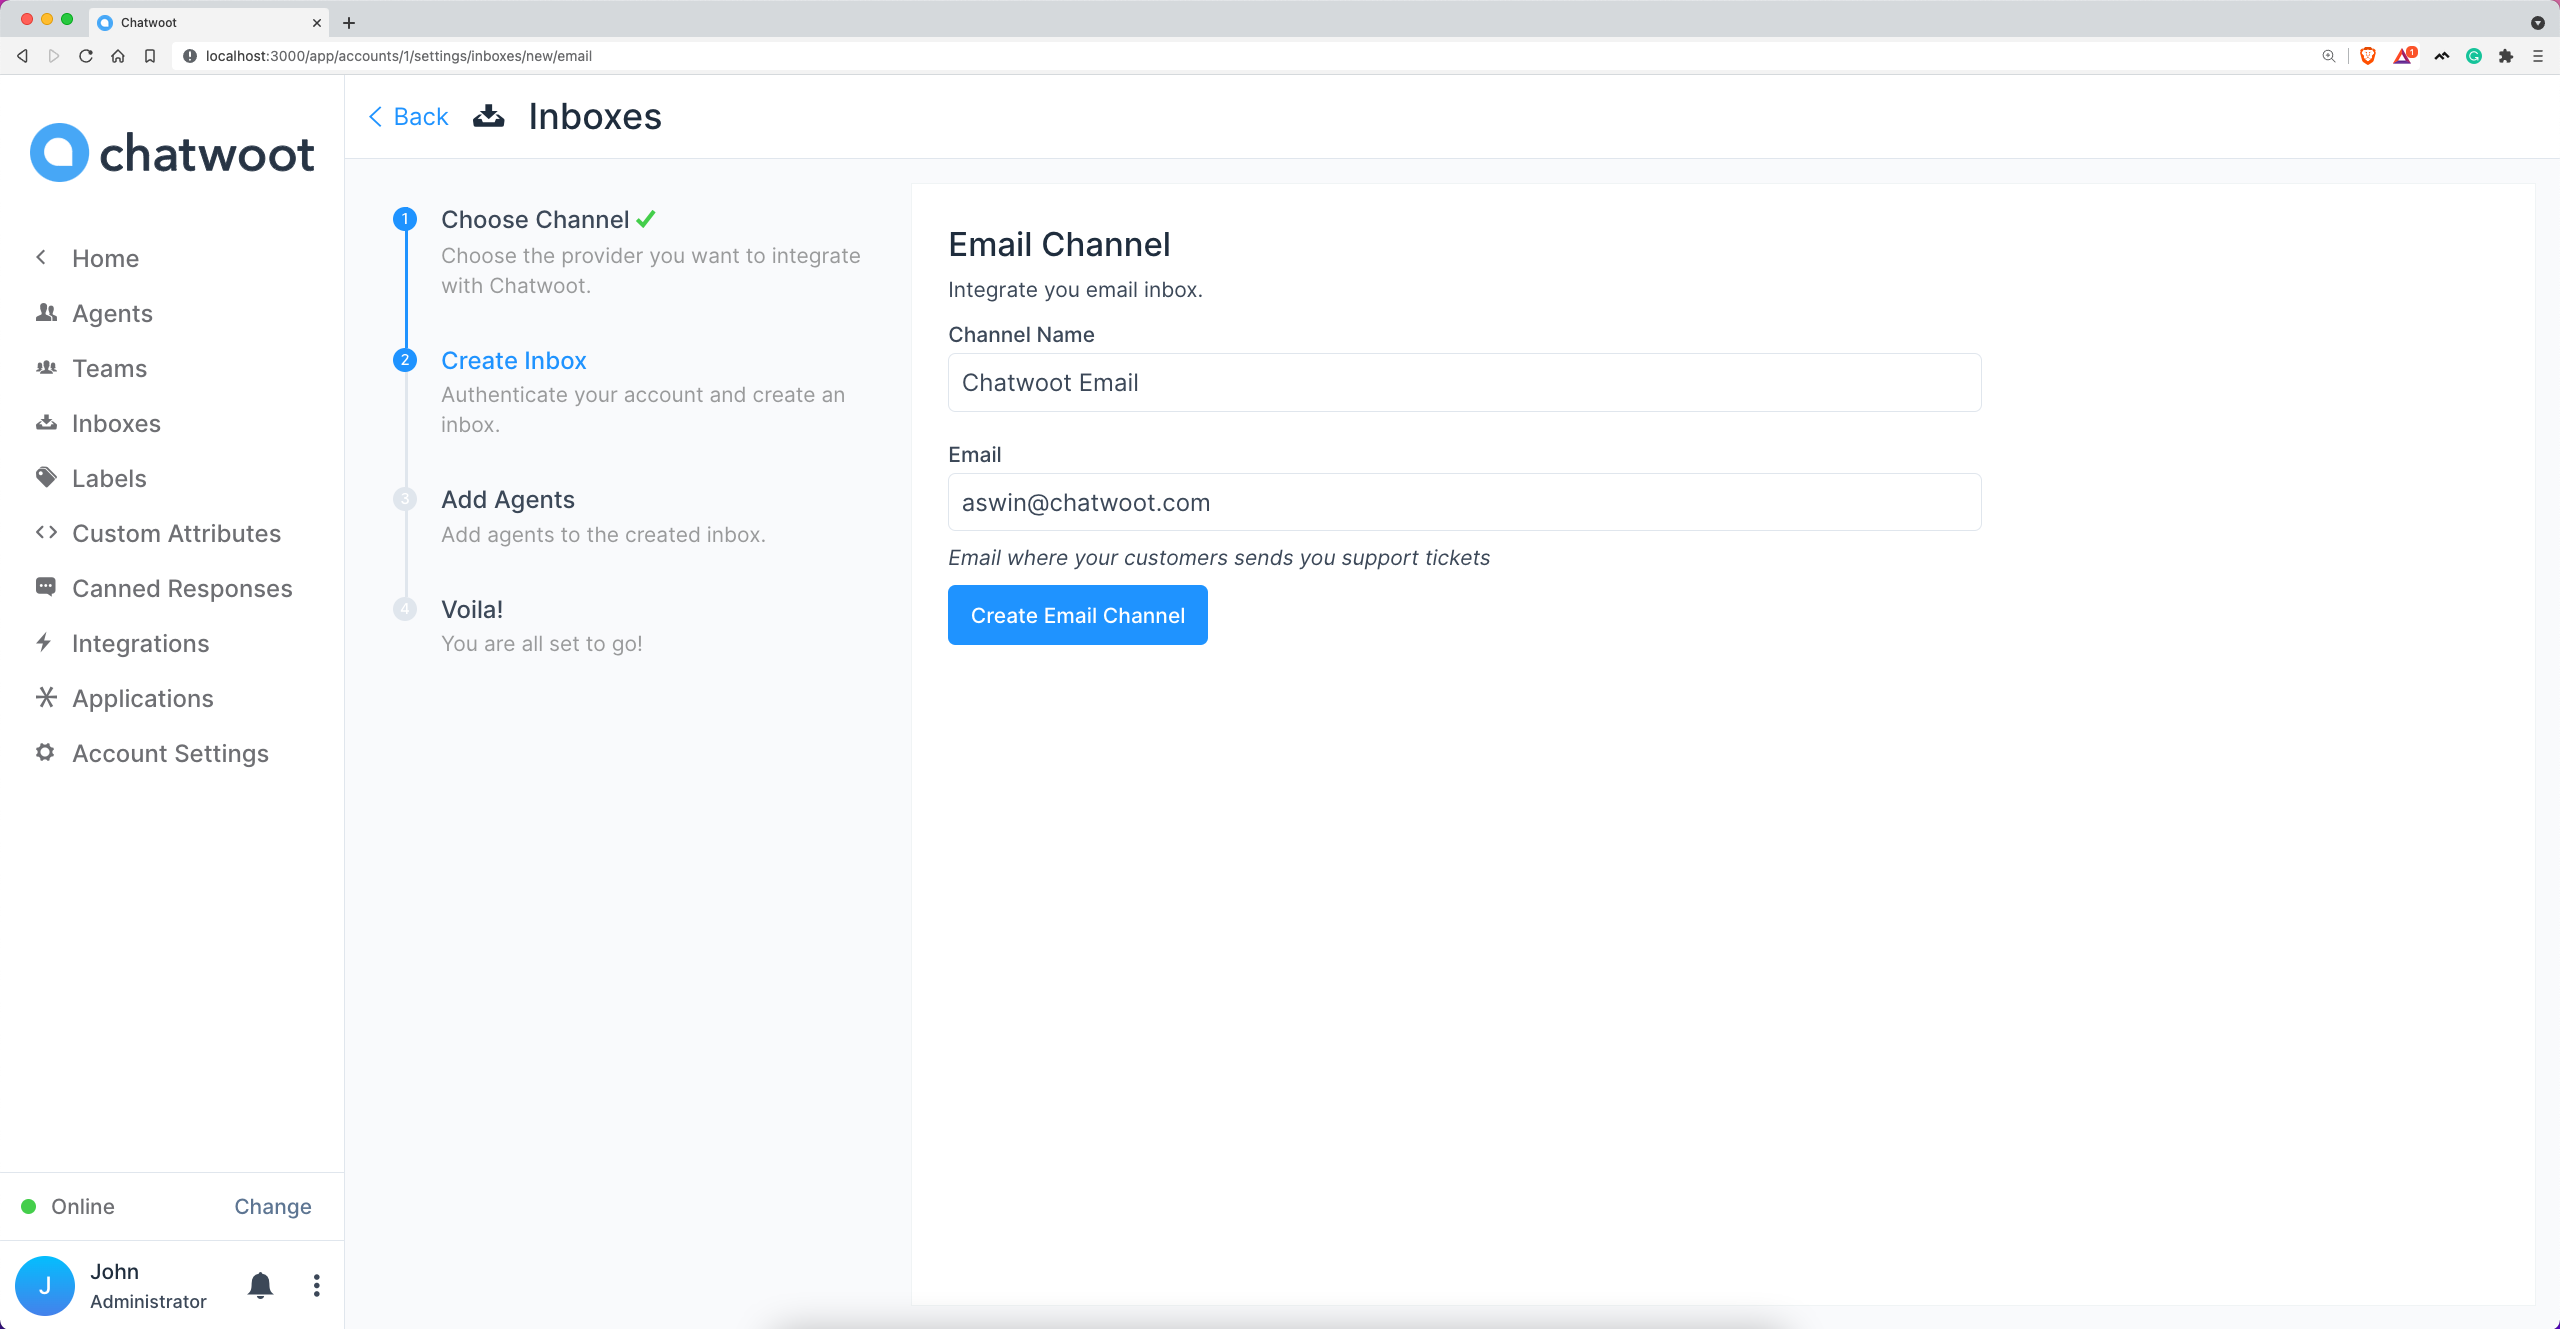 Chatwoot
localhost:3000/app/accounts/1/settings/inboxes/new/email
1
chatwoot
Home
Agents
Teams
Inboxes
Labels
Custom Attributes
Canned Responses
Integrations
Applications
Account Settings
Online
Change
J
John
Administrator
Back
Inboxes
1
Choose Channel
Choose the provider you want to integrate
with Chatwoot.
2
Create Inbox
Authenticate your account and create an
inbox.
3
Add Agents
Add agents to the created inbox.
4
Voila!
You are all set to go!
Email Channel
Integrate you email inbox.
Channel Name
Chatwoot Email
Email
aswin@chatwoot.com
Email where your customers sends you support tickets
Create Email Channel